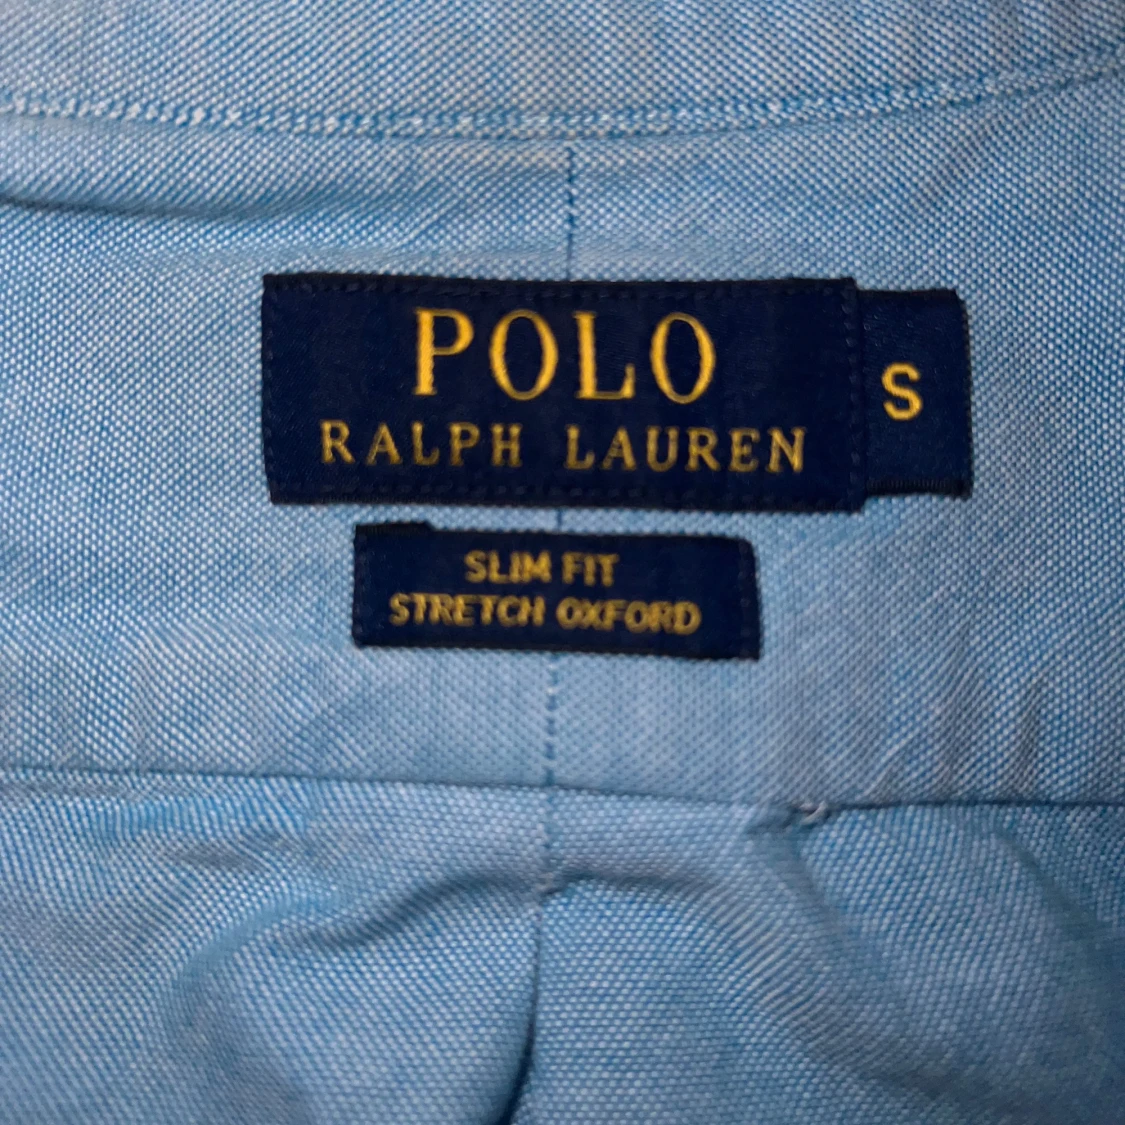 POLO
RALPH LAUREN
S
SLIM FIT
STRETCH OXFORD